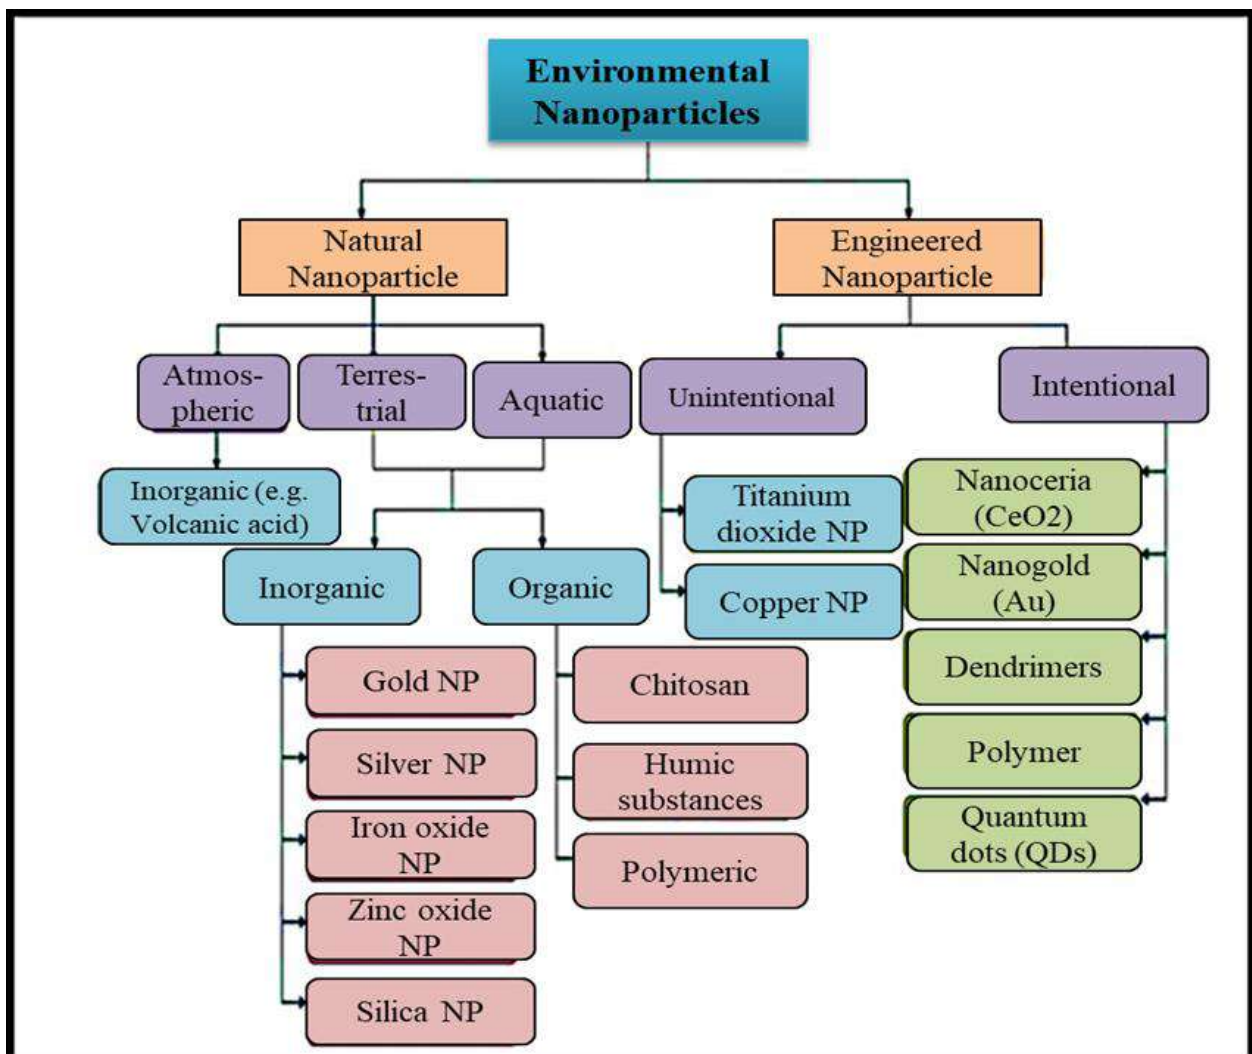 Environmental
Nanoparticles
Natural
Nanoparticle
Engineered
Nanoparticle
Atmos-
pheric
Terres-
trial
Aquatic
Unintentional
Intentional
Inorganic (e.g.
Volcanic acid)
Inorganic
Organic
Titanium
dioxide NP
Copper NP
Nanoceria
(CeO2)
Nanogold
(Au)
Dendrimers
Polymer
Quantum
dots (QDs)
Gold NP
Silver NP
Iron oxide
NP
Zinc oxide
NP
Silica NP
Chitosan
Humic
substances
Polymeric